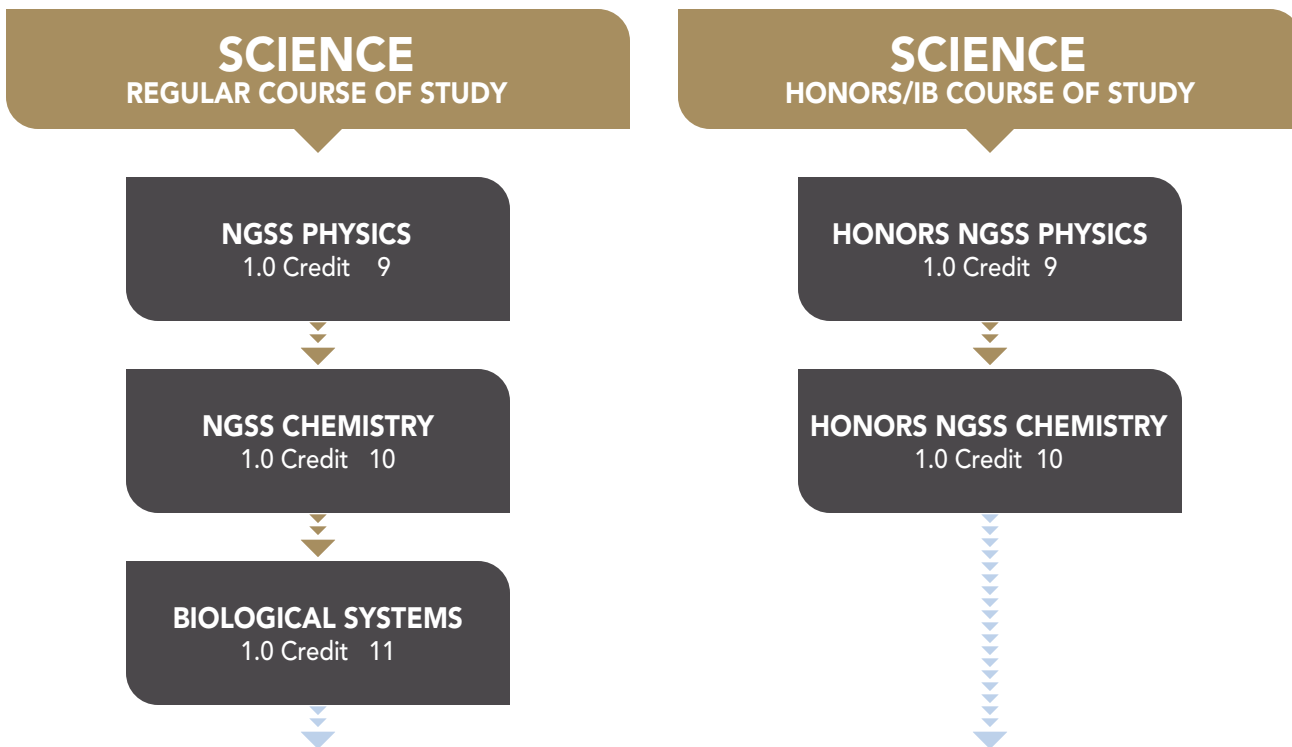 SCIENCE
REGULAR COURSE OF STUDY
NGSS PHYSICS
1.0 Credit 9
NGSS CHEMISTRY
1.0 Credit 10
BIOLOGICAL SYSTEMS
1.0 Credit 11
SCIENCE
HONORS/IB COURSE OF STUDY
HONORS NGSS PHYSICS
1.0 Credit 9
HONORS NGSS CHEMISTRY
1.0 Credit 10